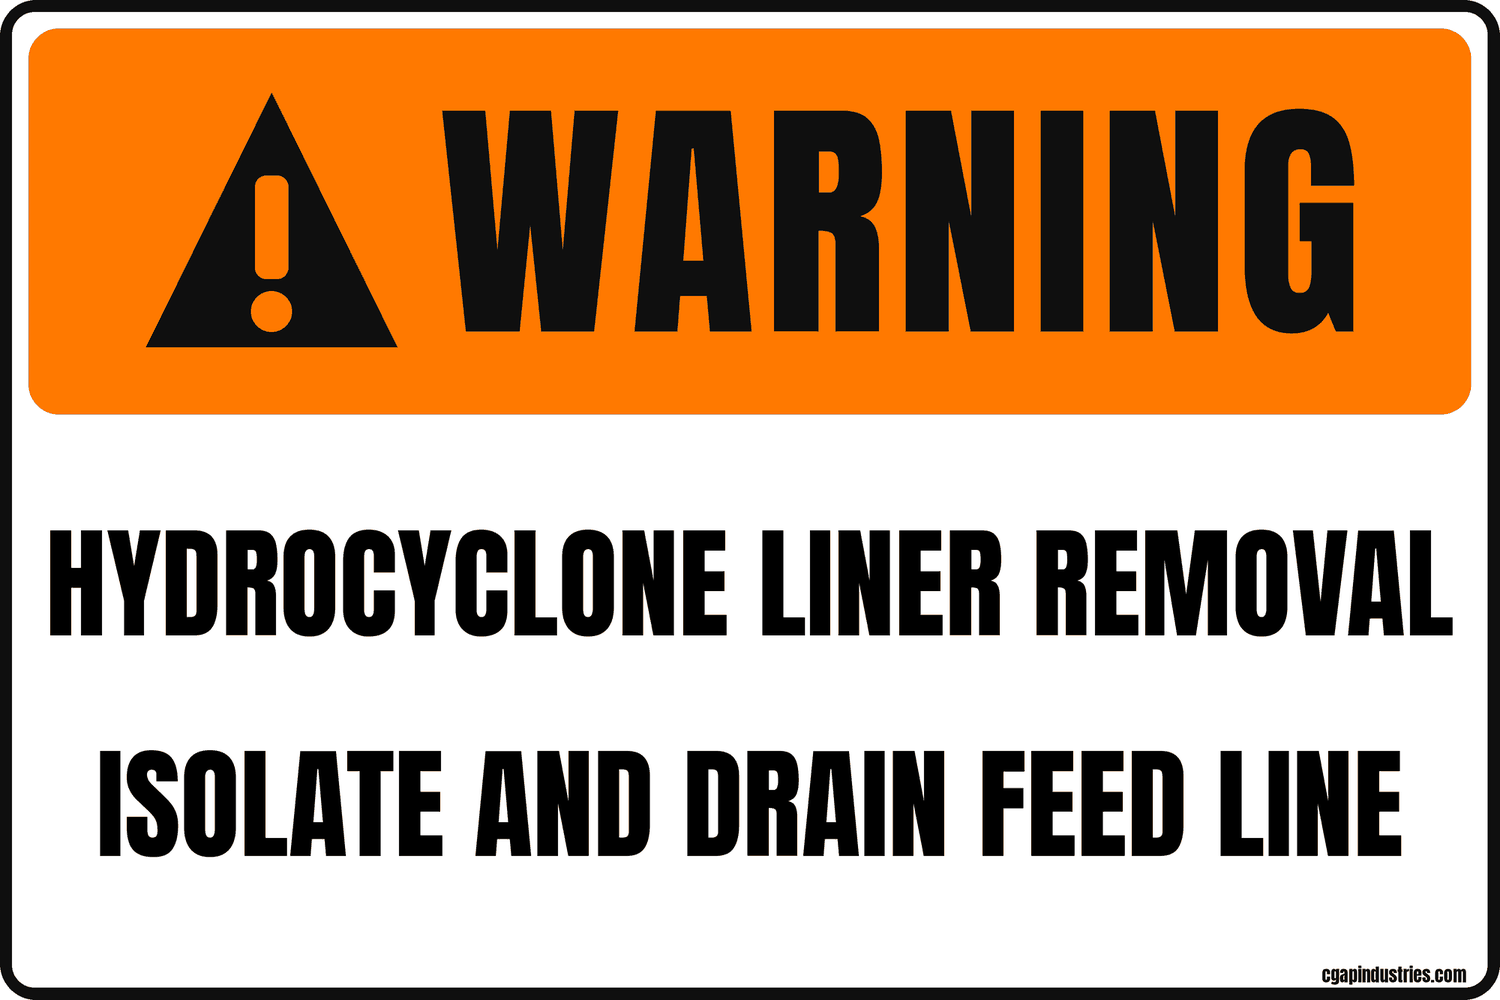 WARNING
HYDROCYCLONE LINER REMOVAL
ISOLATE AND DRAIN FEED LINE
cgapindustries.com